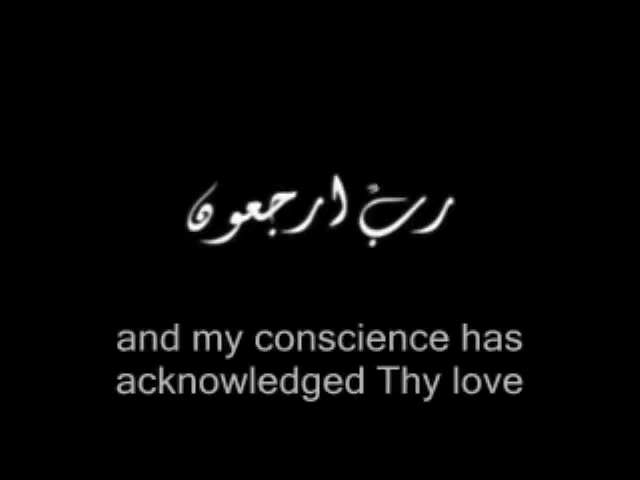 رب ارجعون
and my conscience has
acknowledged Thy love